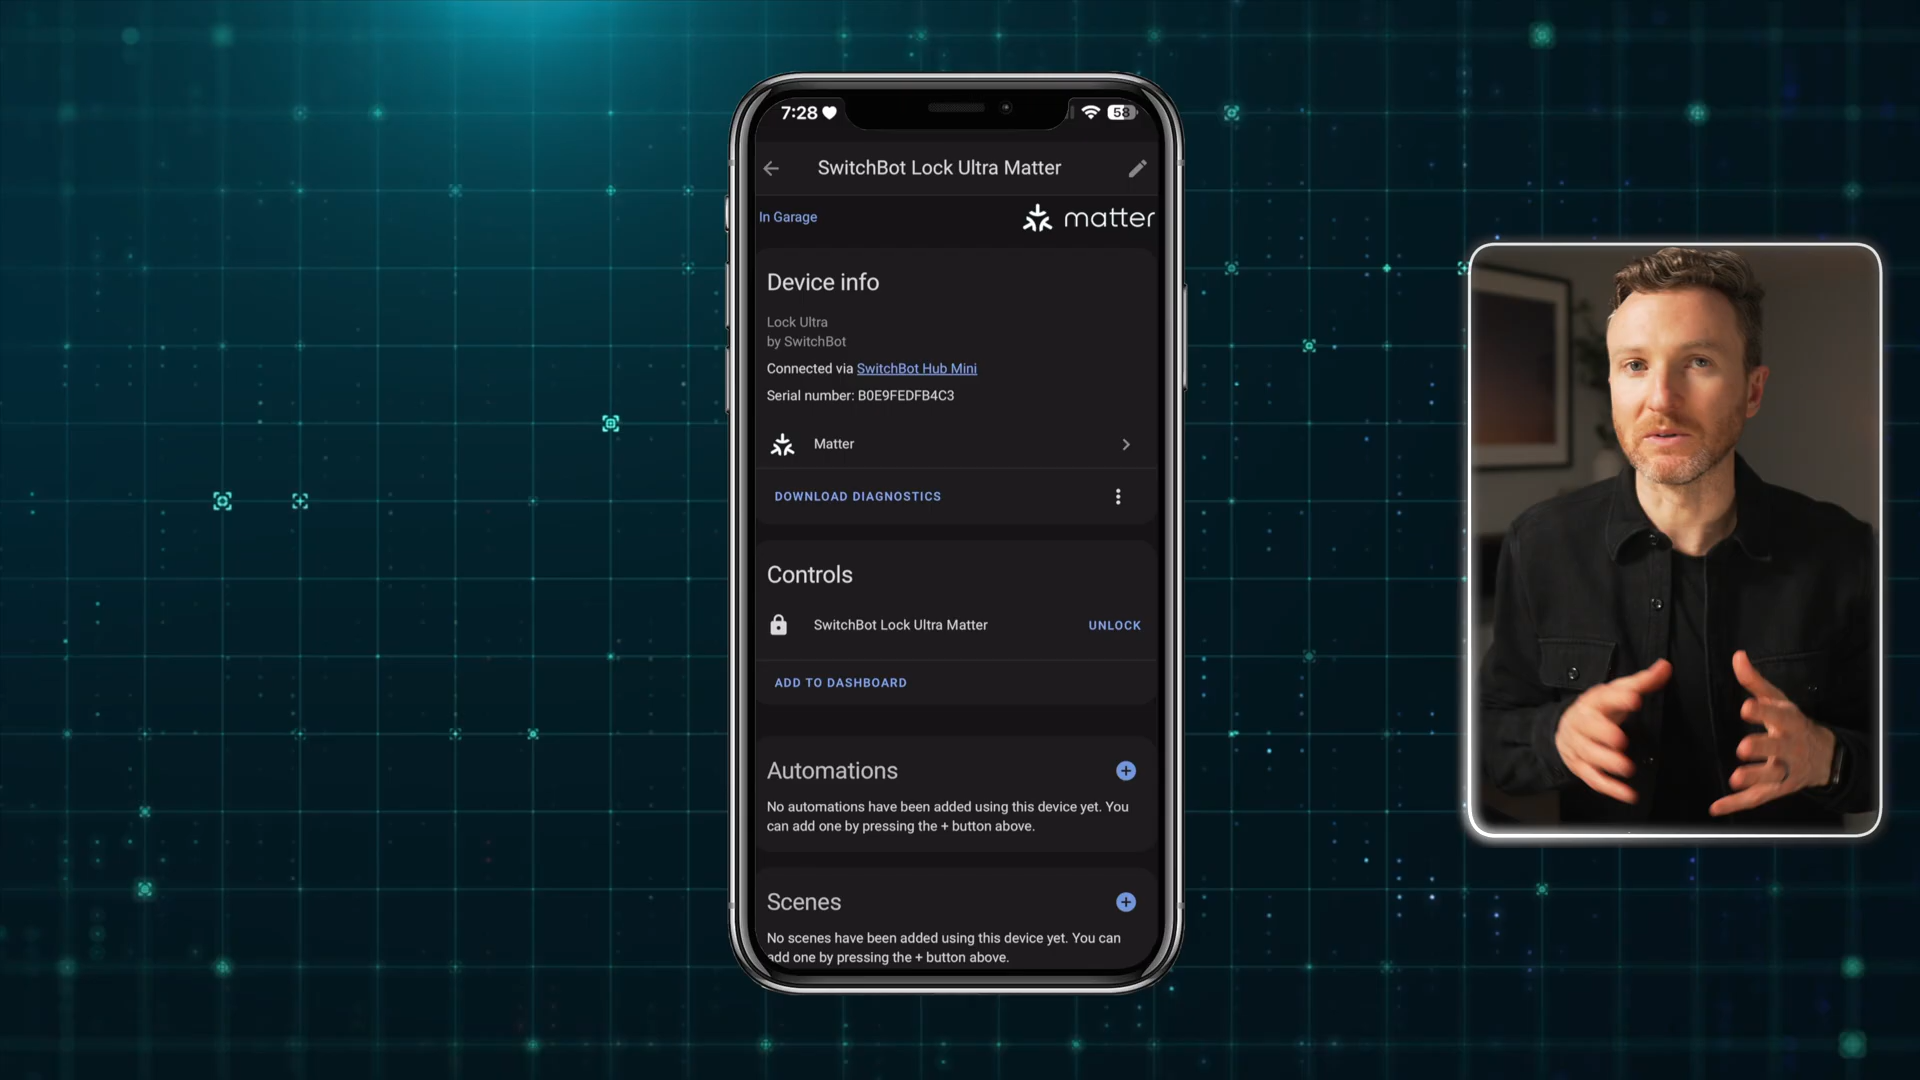 7:28
58
SwitchBot Lock Ultra Matter
In Garage
matter
Device info
Lock Ultra
by SwitchBot
Connected via SwitchBot Hub Mini
Serial number: B0E9FEDFB4C3
Matter
DOWNLOAD DIAGNOSTICS
Controls
SwitchBot Lock Ultra Matter
UNLOCK
ADD TO DASHBOARD
Automations
No automations have been added using this device yet. You
can add one by pressing the + button above.
Scenes
No scenes have been added using this device yet. You can
add one by pressing the + button above.